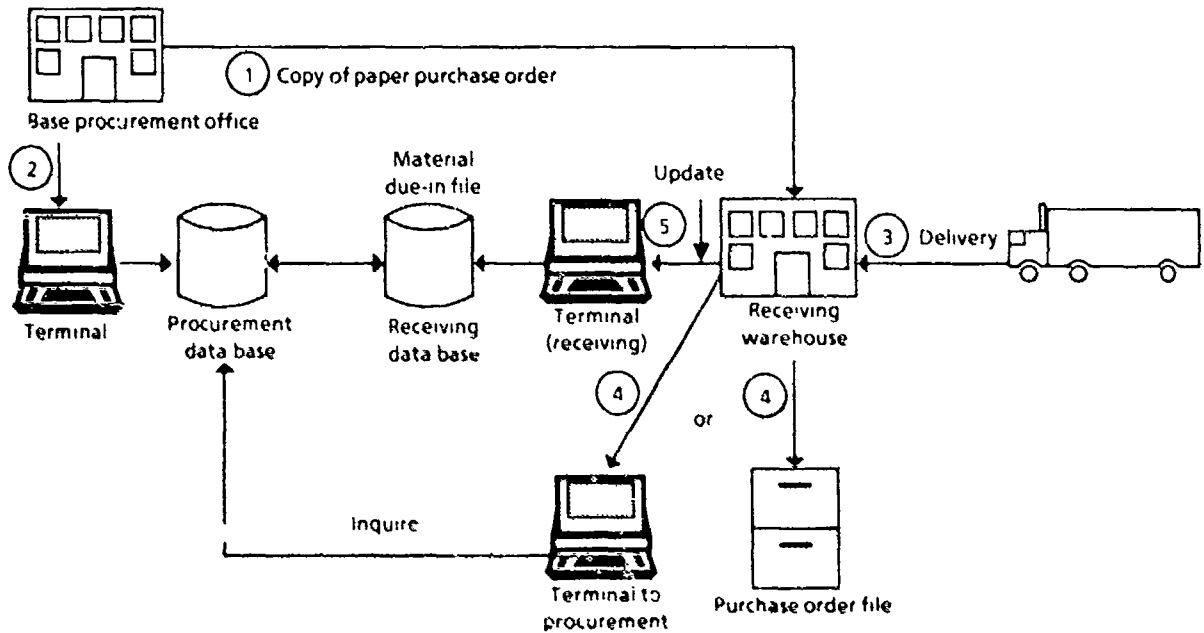 1 Copy of paper purchase order
Base procurement office
2
Material
due-in file
Update
5
3 Delivery
Terminal
Procurement
data base
Receiving
data base
Terminal
(receiving)
Receiving
warehouse
4
or
4
Inquire
Terminal to
procurement
Purchase order file